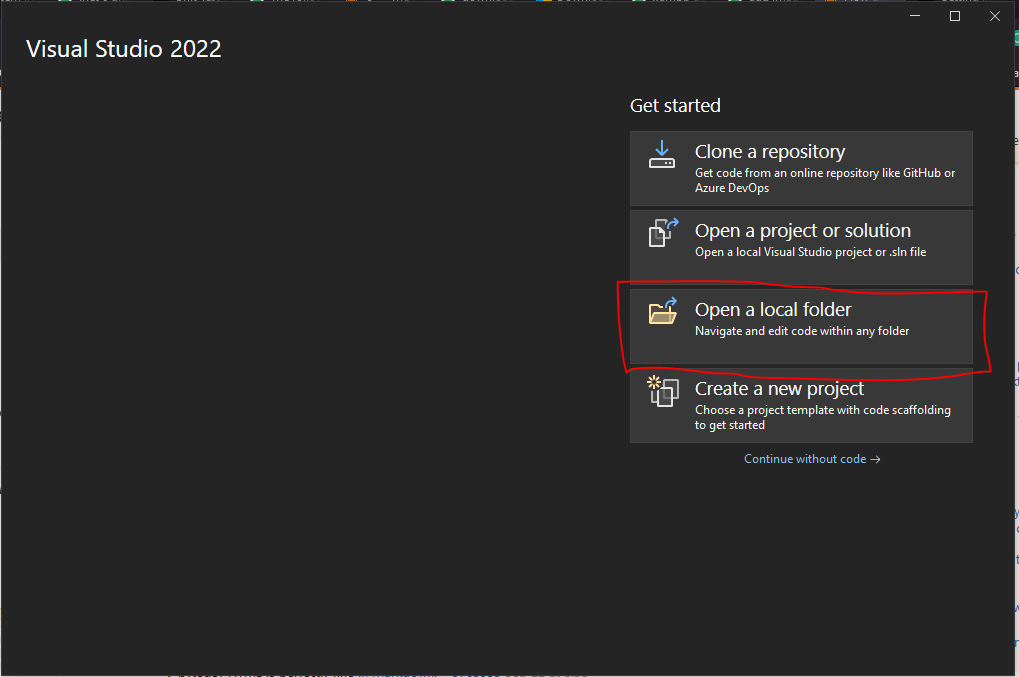 Visual Studio 2022
Get started
Clone a repository
Get code from an online repository like GitHub or
Azure DevOps
Open a project or solution
Open a local Visual Studio project or .sln file
Open a local folder
Navigate and edit code within any folder
Create a new project
Choose a project template with code scaffolding
to get started
Continue without code →